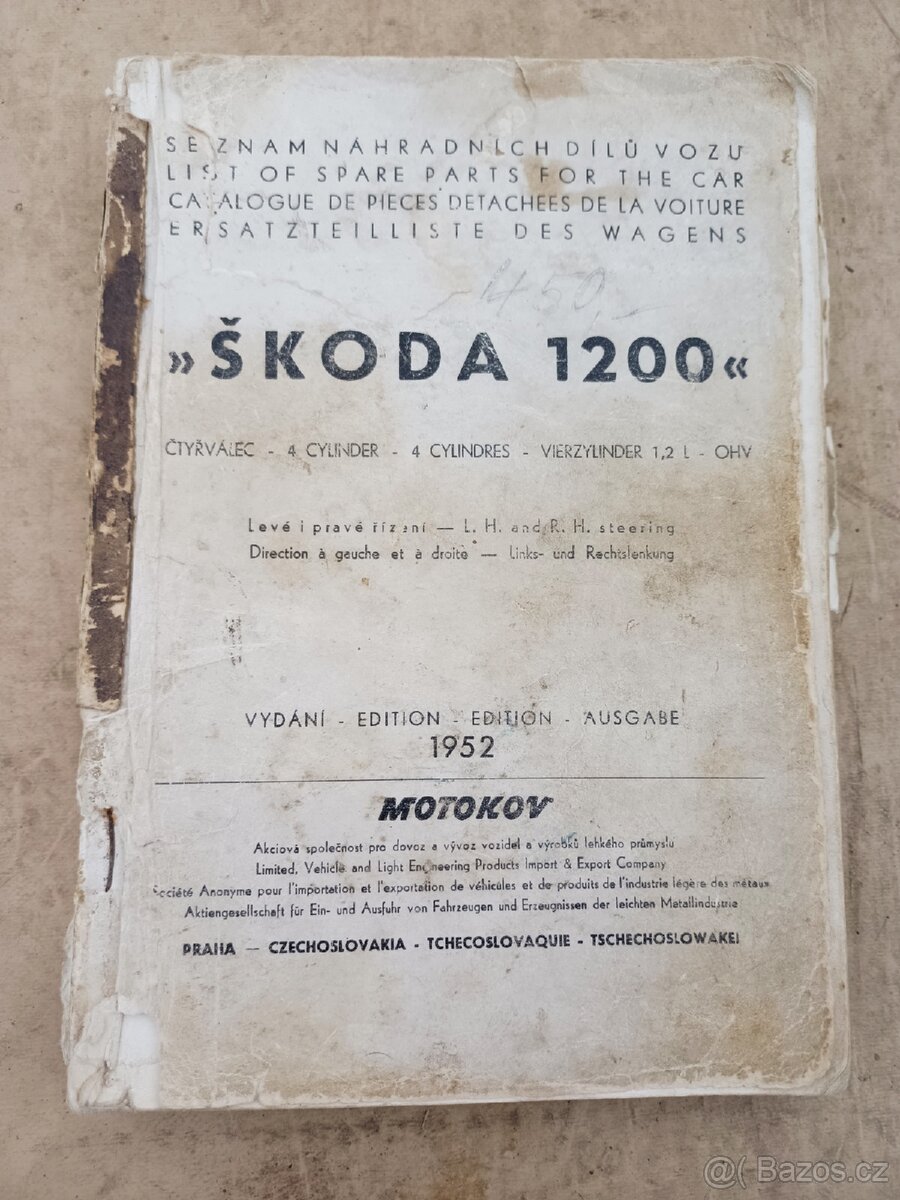 SEZNAM NÁHRADNÍCH DÍLŮ VOZU
LIST OF SPARE PARTS FOR THE CAR
CATALOGUE DE PIECES DETACHEES DE LA VOITURE
ERSATZTEILLISTE DES WAGENS
450,-
»ŠKODA 1200«
ČTYŘVÁLEC - 4 CYLINDER - 4 CYLINDRES - VIERZYLINDER 1,2 L - OHV
Levé i pravé řízení — L. H. and R. H. steering
Direction à gauche et à droite — Links- und Rechtslenkung
VYDÁNÍ - EDITION - EDITION - AUSGABE
1952
MOTOKOV
Akciová společnost pro dovoz a vývoz vozidel a výrobků lehkého průmyslu
Limited, Vehicle and Light Engineering Products Import & Export Company
Société Anonyme pour l'importation et l'exportation de véhicules et de produits de l'industrie légère des métaux
Aktiengesellschaft für Ein- und Ausfuhr von Fahrzeugen und Erzeugnissen der leichten Metallindustrie
PRAHA — CZECHOSLOVAKIA - TCHECOSLOVAQUIE - TSCHECHOSLOWAKEI
@( Bazos.cz